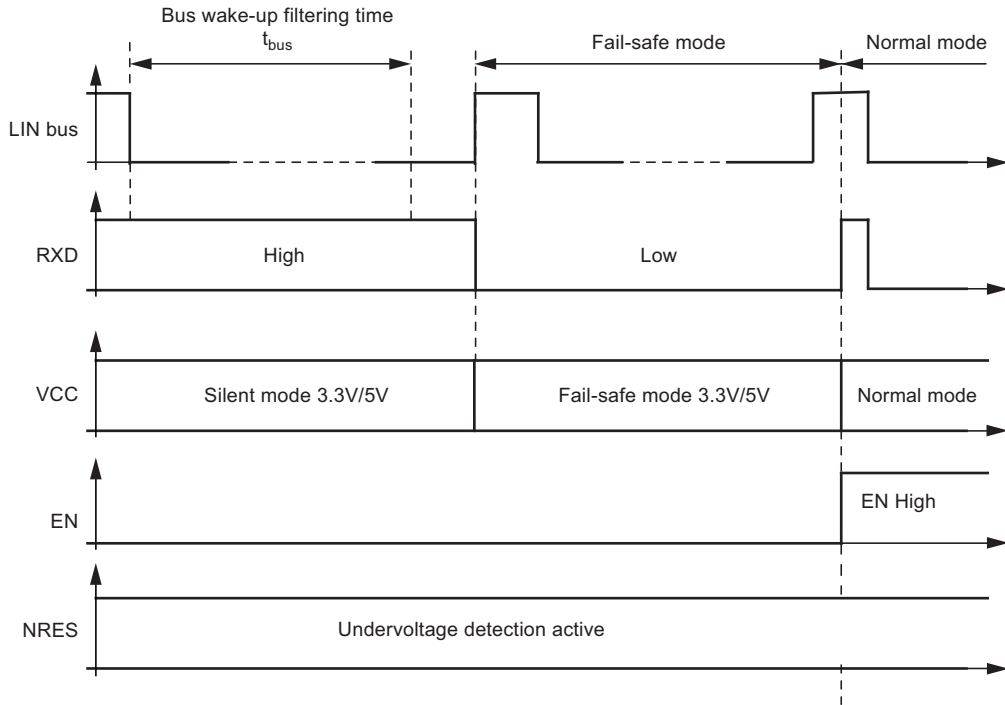 Bus wake-up filtering time
tbus
Fail-safe mode
Normal mode
LIN bus
RXD
High
Low
VCC
Silent mode 3.3V/5V
Fail-safe mode 3.3V/5V
Normal mode
EN
EN High
NRES
Undervoltage detection active